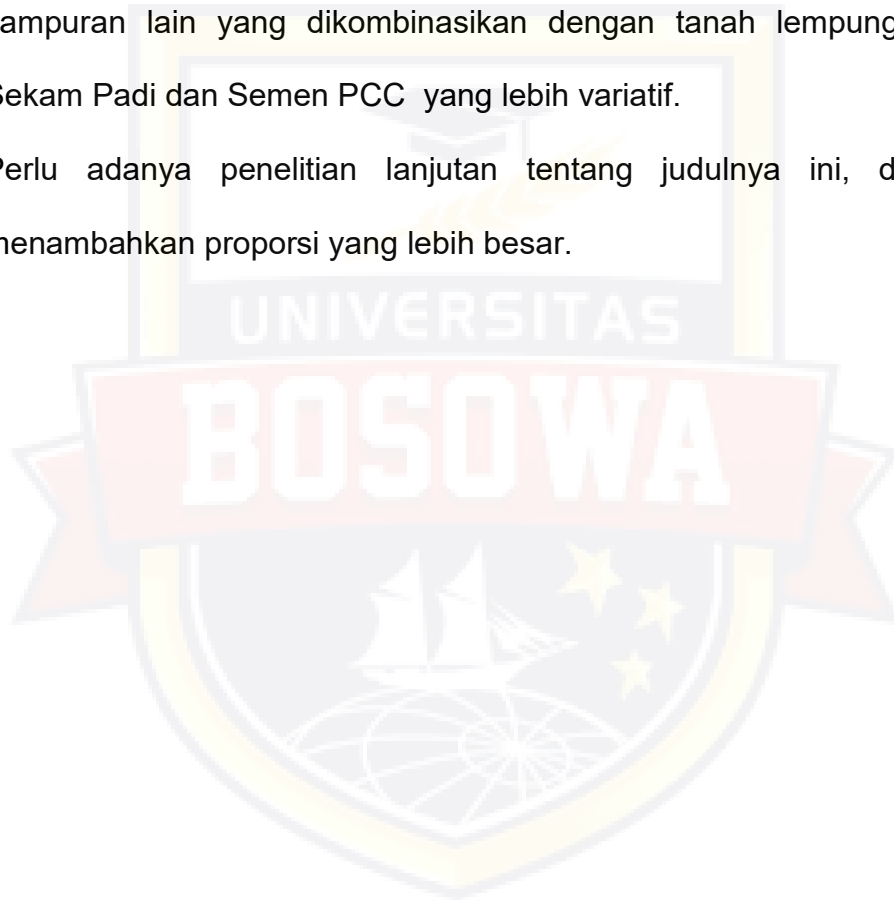 ampuran lain yang dikombinasikan dengan tanah lempung
Sekam Padi dan Semen PCC yang lebih variatif.
Perlu adanya penelitian lanjutan tentang judulnya ini, d
menambahkan proporsi yang lebih besar.
UNIVERSITAS
BOSOWA